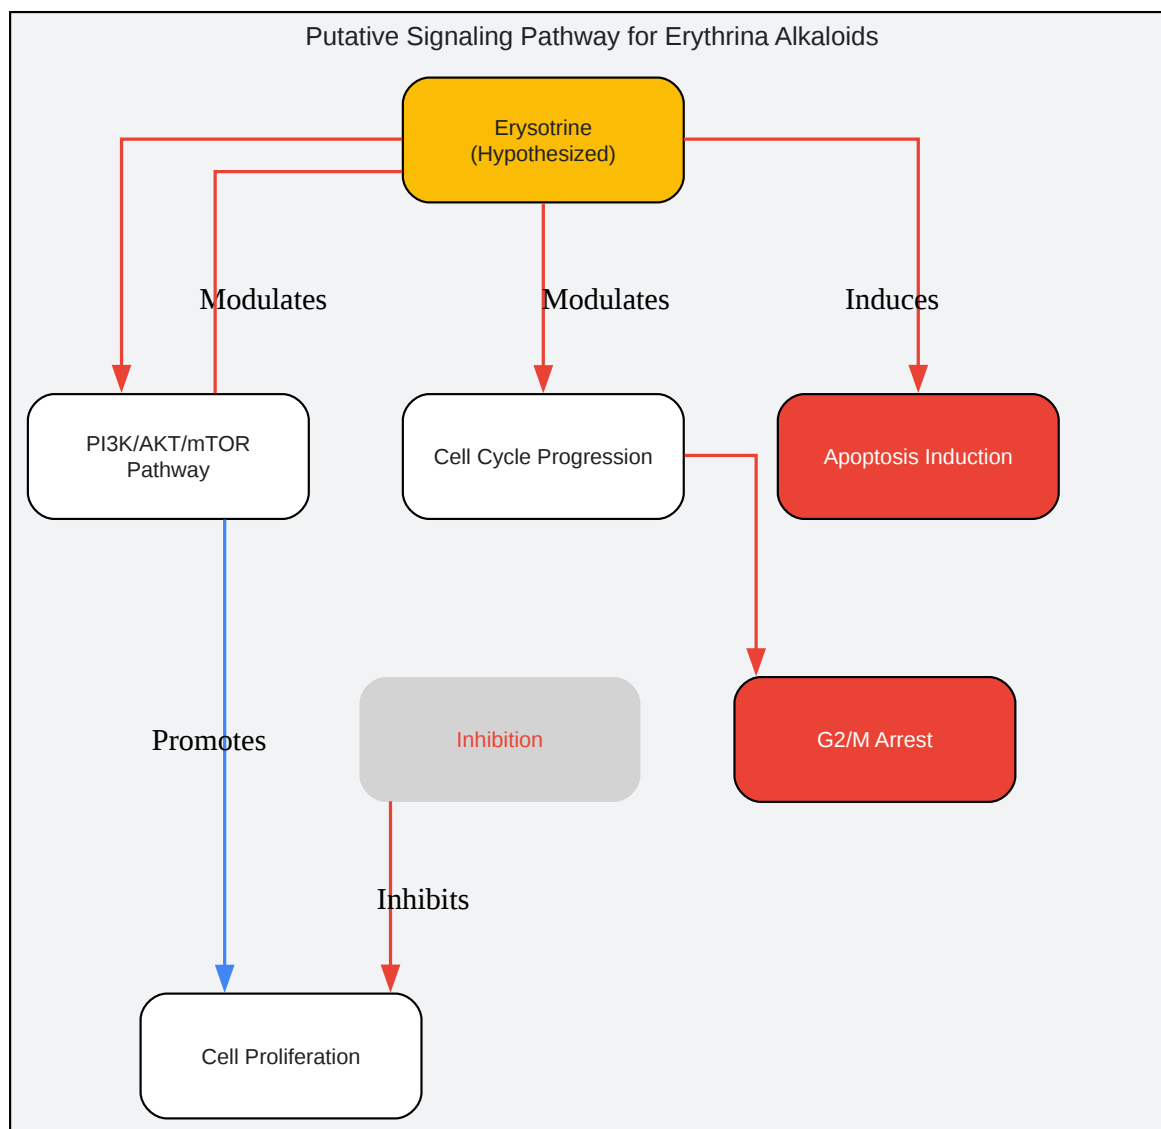 Putative Signaling Pathway for Erythrina Alkaloids
Erysotrine
(Hypothesized)
Modulates
Modulates
Induces
PI3K/AKT/mTOR
Pathway
Cell Cycle Progression
Apoptosis Induction
Promotes
Inhibition
G2/M Arrest
Inhibits
Cell Proliferation